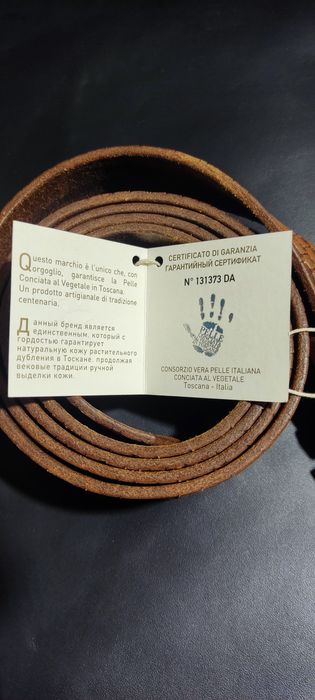 Questo marchio è l'unico che, con
orgoglio, garantisce la Pelle
Conciata al Vegetale in Toscana.
Un prodotto artigianale di tradizione
centenaria.
Данный бренд является
единственным, который с
гордостью гарантирует
натуральную кожу растительного
дубления в Тоскане. продолжая
вековые традиции ручной
выделки кожи.
CERTIFICATO DI GARANZIA
ГАРАНТИЙНЫЙ СЕРТИФИКАТ
N° 131373 DA
CONSORZIO VERA PELLE ITALIANA
CONCIATA AL VEGETALE
Toscana - Italia